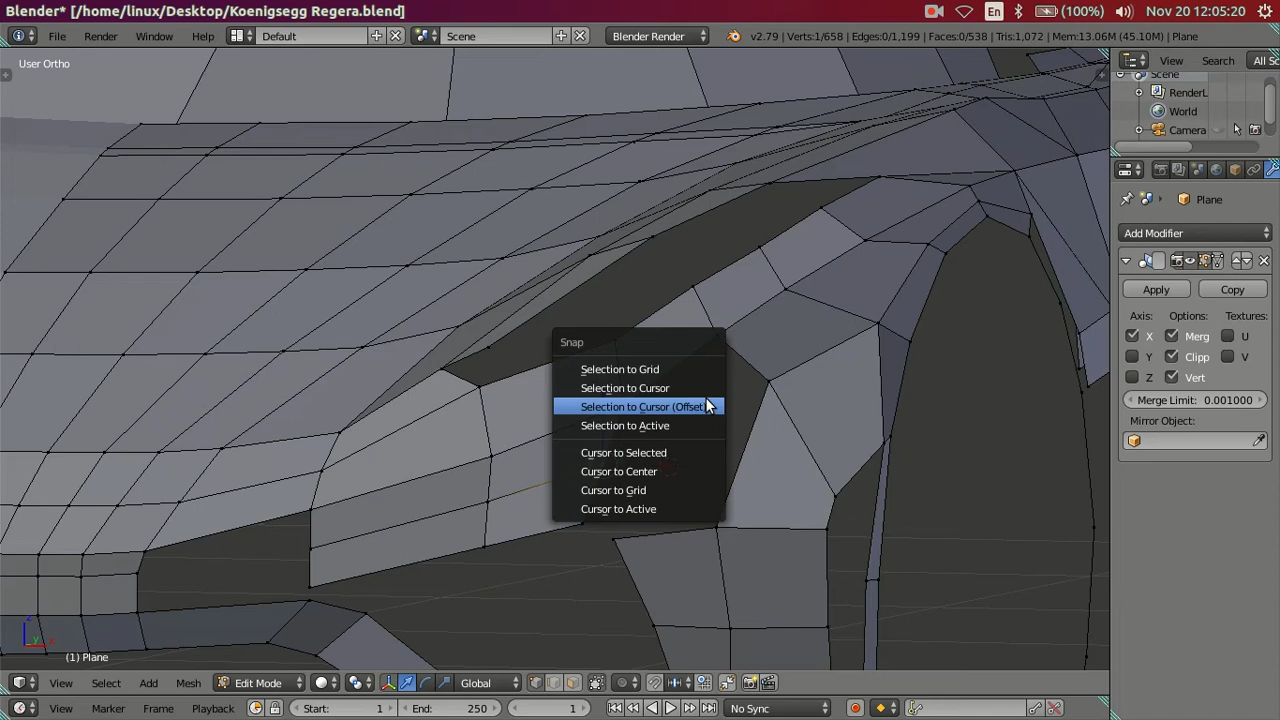 Blender* [/home/linux/Desktop/Koenigsegg Regera.blend]
En
(100%)
Nov 20 12:05:20
File
Render
Window
Help
Default
Scene
Blender Render
v2.79 | Verts:1/658 | Edges:0/1,199 | Faces:0/538 | Tris:1,072 | Mem:13.06M (45.10M) | Plane
User Ortho
View
Search
All Sc
Scene
RenderL
World
Camera
Plane
Add Modifier
Apply
Copy
Axis:
Options:
Textures:
X
Merg
U
Y
Clipp
V
Z
Vert
Merge Limit: 0.001000
Mirror Object:
Snap
Selection to Grid
Selection to Cursor
Selection to Cursor (Offset)
Selection to Active
Cursor to Selected
Cursor to Center
Cursor to Grid
Cursor to Active
z
y
x
(1) Plane
View
Select
Add
Mesh
Edit Mode
Global
View
Marker
Frame
Playback
Start:
1
End:
250
1
No Sync